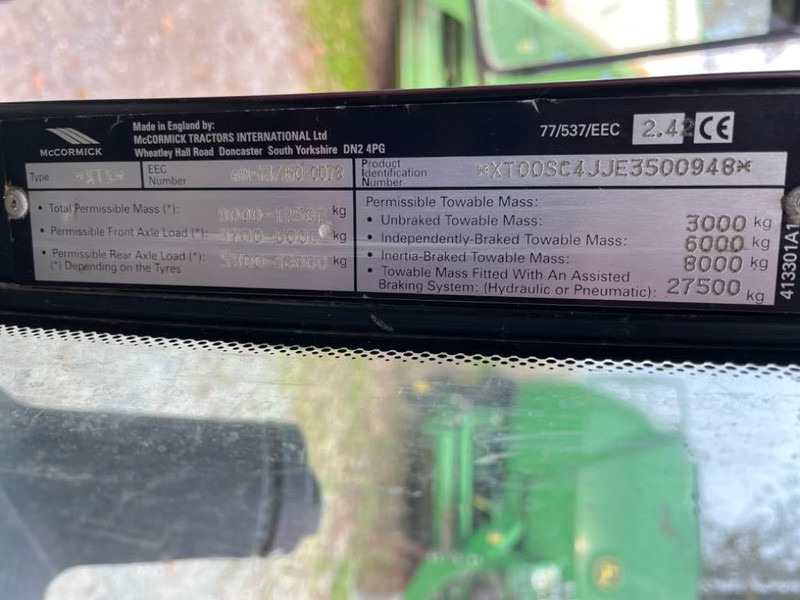 McCORMICK
Made in England by:
McCORMICK TRACTORS INTERNATIONAL Ltd
Wheatley Hall Road Doncaster South Yorkshire DN2 4PG
77/537/EEC 2.42 CE
Type
EEC Number
Product Identification Number *XTOOSC4JJE3500948*
• Total Permissible Mass (*): kg
• Permissible Front Axle Load (*): kg
• Permissible Rear Axle Load (*): kg
(*) Depending on the Tyres
Permissible Towable Mass:
• Unbraked Towable Mass: 3000 kg
• Independently-Braked Towable Mass: 6000 kg
• Inertia-Braked Towable Mass: 8000 kg
• Towable Mass Fitted With An Assisted
Braking System: (Hydraulic or Pneumatic): 27500 kg
413301A1